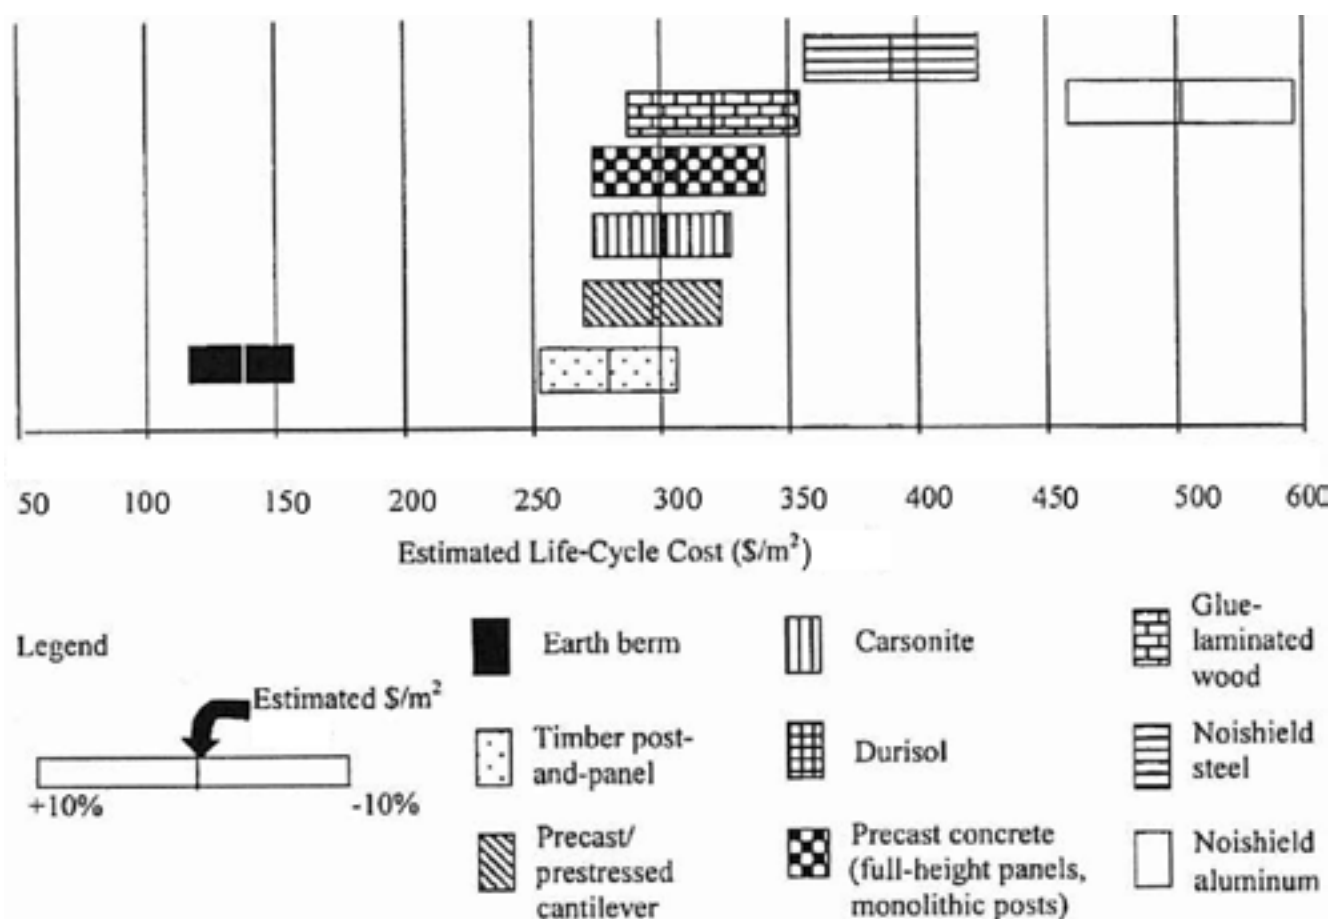 50 100 150 200 250 300 350 400 450 500 600
Estimated Life-Cycle Cost ($/m²)
Legend
Estimated $/m²
+10%
-10%
Earth berm
Timber post-
and-panel
Precast/
prestressed
cantilever
Carsonite
Durisol
Precast concrete
(full-height panels,
monolithic posts)
Glue-
laminated
wood
Noishield
steel
Noishield
aluminum